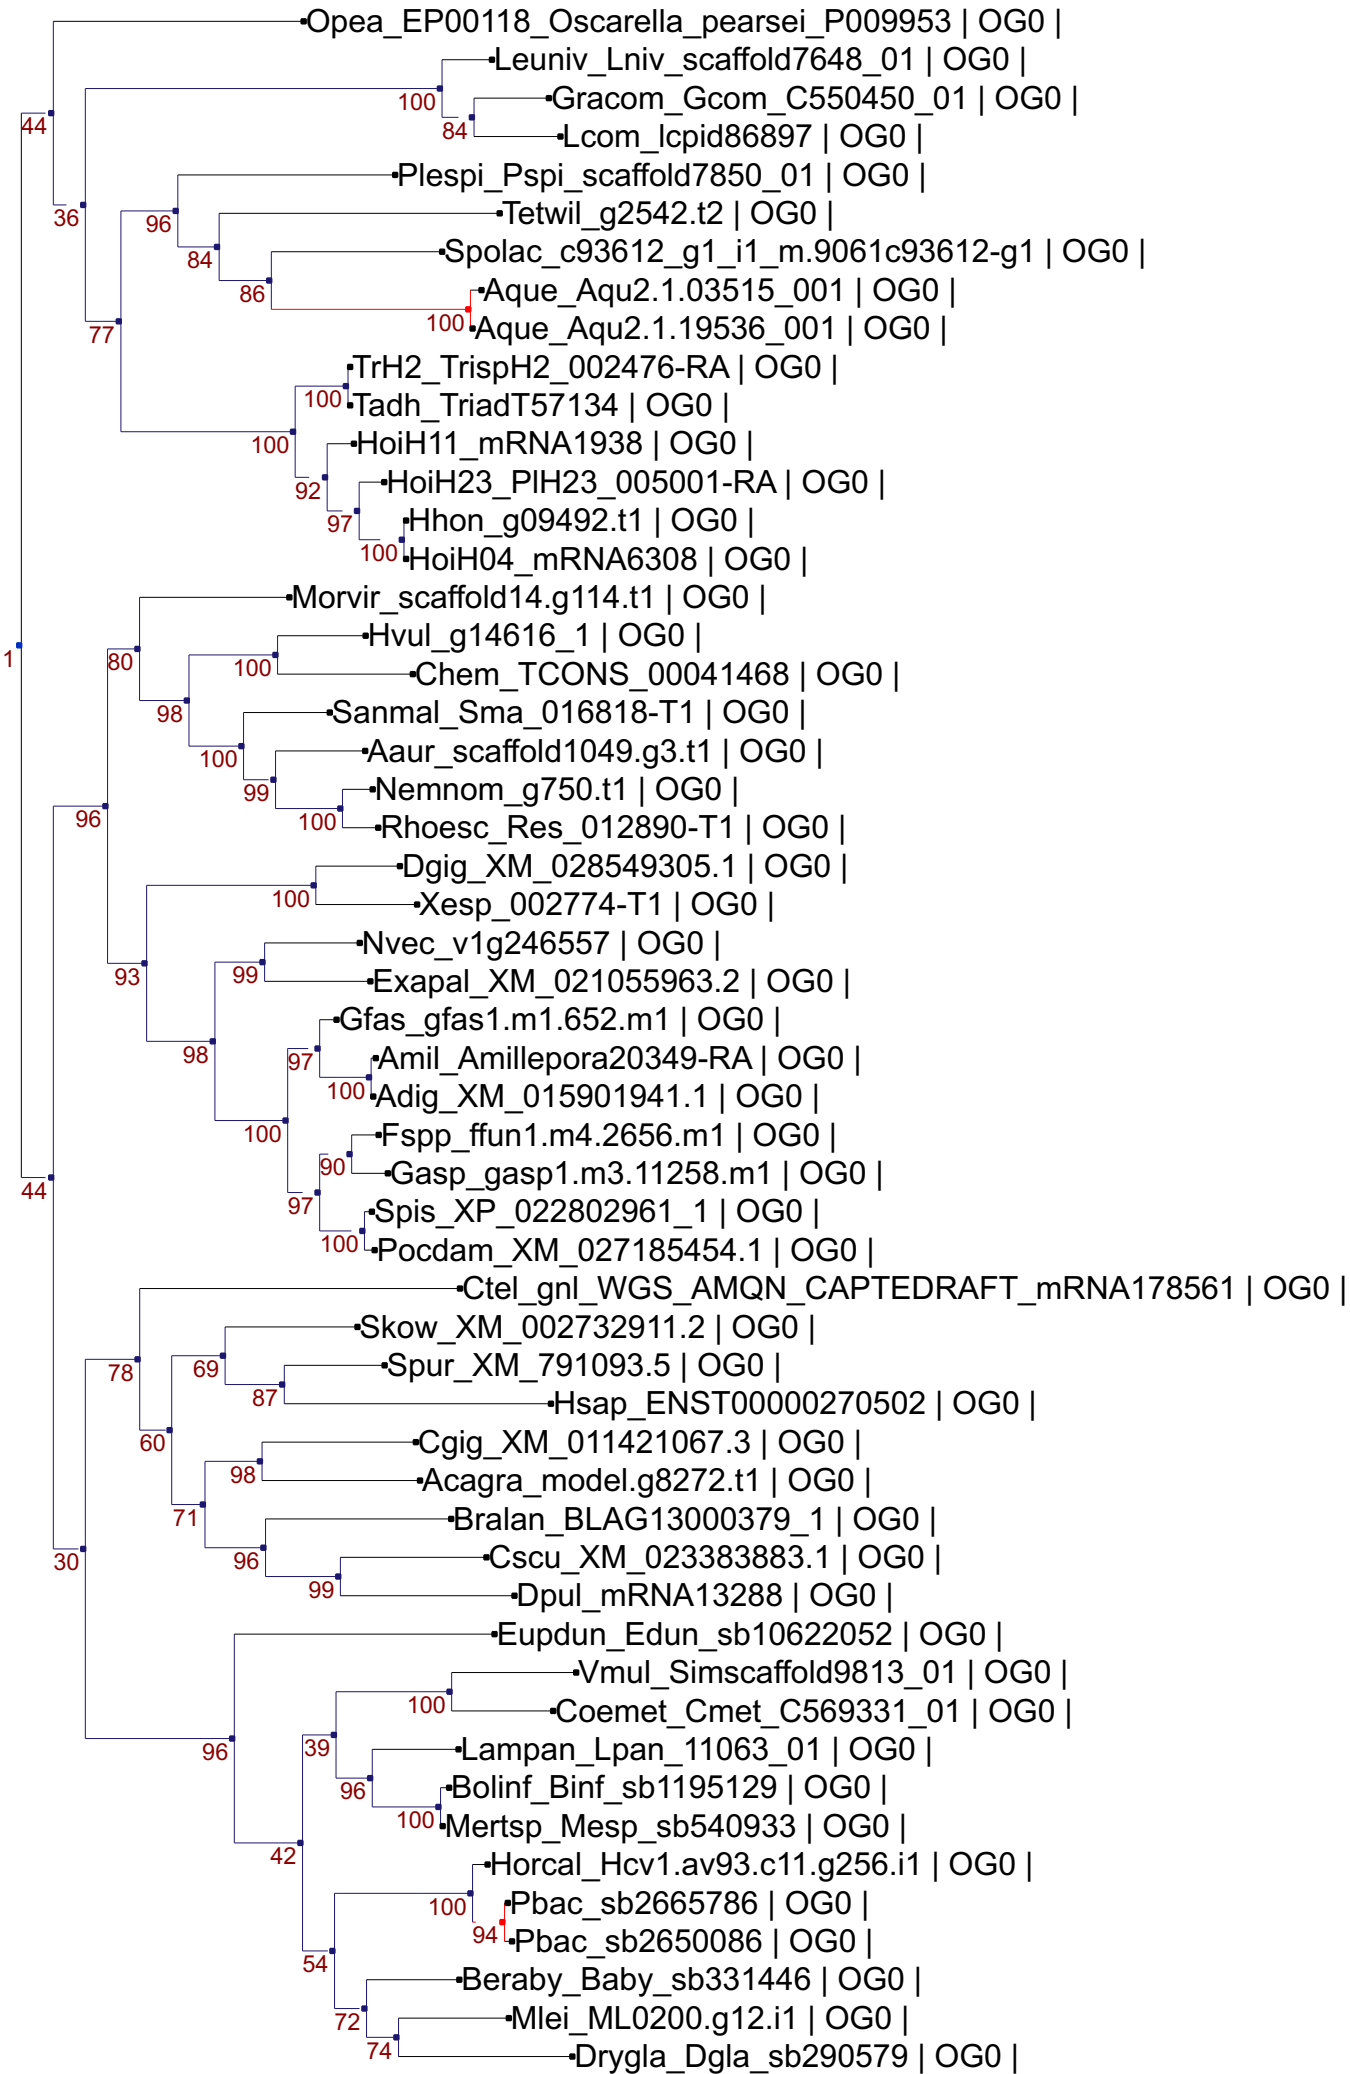 Opea_EP00118_Oscarella_pearsei_P009953 | OG0 |
Leuniv_Lniv_scaffold7648_01 | OG0 |
100
Gracom_Gcom_C550450_01 | OG0 |
44
84
Lcom_lcpid86897 | OG0 |
Plespi_Pspi_scaffold7850_01 | OG0 |
36
96
Tetwil_g2542.t2 | OG0 |
84
Spolac_c93612_g1_i1_m.9061c93612-g1 | OG0 |
86
Aque_Aqu2.1.03515_001 | OG0 |
100
77
Aque_Aqu2.1.19536_001 | OG0 |
TrH2_TrispH2_002476-RA | OG0 |
100
Tadh_TriadT57134 | OG0 |
100
HoiH11_mRNA1938 | OG0 |
92
HoiH23_PlH23_005001-RA | OG0 |
97
Hhon_g09492.t1 | OG0 |
100
HoiH04_mRNA6308 | OG0 |
Morvir_scaffold14.g114.t1 | OG0 |
Hvul_g14616_1 | OG0 |
1
80
100
Chem_TCONS_00041468 | OG0 |
98
Sanmal_Sma_016818-T1 | OG0 |
100
Aaur_scaffold1049.g3.t1 | OG0 |
99
Nemnom_g750.t1 | OG0 |
96
100
Rhoesc_Res_012890-T1 | OG0 |
Dgig_XM_028549305.1 | OG0 |
100
Xesp_002774-T1 | OG0 |
Nvec_v1g246557 | OG0 |
93
99
Exapal_XM_021055963.2 | OG0 |
Gfas_gfas1.m1.652.m1 | OG0 |
98
97
Amil_Amillepora20349-RA | OG0 |
100
Adig_XM_015901941.1 | OG0 |
100
Fspp_ffun1.m4.2656.m1 | OG0 |
90
Gasp_gasp1.m3.11258.m1 | OG0 |
44
97
Spis_XP_022802961_1 | OG0 |
100
Pocdam_XM_027185454.1 | OG0 |
Ctel_gnl_WGS_AMQN_CAPTEDRAFT_mRNA178561 | OG0 |
Skow_XM_002732911.2 | OG0 |
78
69
Spur_XM_791093.5 | OG0 |
87
Hsap_ENST00000270502 | OG0 |
60
Cgig_XM_011421067.3 | OG0 |
98
Acagra_model.g8272.t1 | OG0 |
71
Bralan_BLAG13000379_1 | OG0 |
30
96
Cscu_XM_023383883.1 | OG0 |
99
Dpul_mRNA13288 | OG0 |
Eupdun_Edun_sb10622052 | OG0 |
Vmul_Simscaffold9813_01 | OG0 |
100
Coemet_Cmet_C569331_01 | OG0 |
96
39
Lampan_Lpan_11063_01 | OG0 |
96
Bolinf_Binf_sb1195129 | OG0 |
100
Mertsp_Mesp_sb540933 | OG0 |
42
Horcal_Hcv1.av93.c11.g256.i1 | OG0 |
100
Pbac_sb2665786 | OG0 |
94
Pbac_sb2650086 | OG0 |
54
Beraby_Baby_sb331446 | OG0 |
72
Mlei_ML0200.g12.i1 | OG0 |
74
Drygla_Dgla_sb290579 | OG0 |